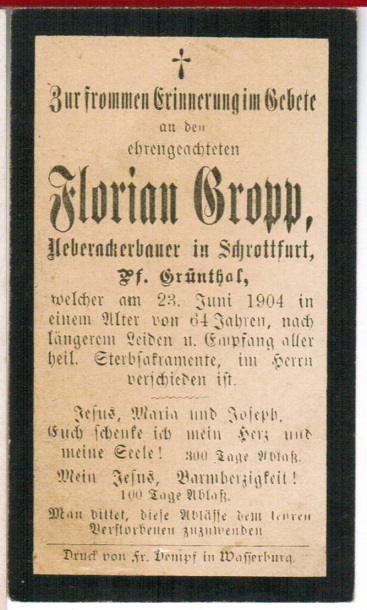 Zur frommen Erinnerung im Gebete
an den
ehrengeachteten
Florian Gropp,
Ueberackerbauer in Schrottfurt,
Pf. Grünthal,
welcher am 23. Juni 1904 in
einem Alter von 64 Jahren, nach
längerem Leiden u. Empfang aller
heil. Sterbsakramente, im Herrn
verschieden ist.
Jesus, Maria und Joseph,
Euch schenke ich mein Herz und
meine Seele! 300 Tage Ablaß.
Mein Jesus, Barmherzigkeit!
100 Tage Ablaß.
Man bittet, diese Ablässe dem teuren
Verstorbenen zuzuwenden
Druck von Fr. Dempf in Wasserburg.